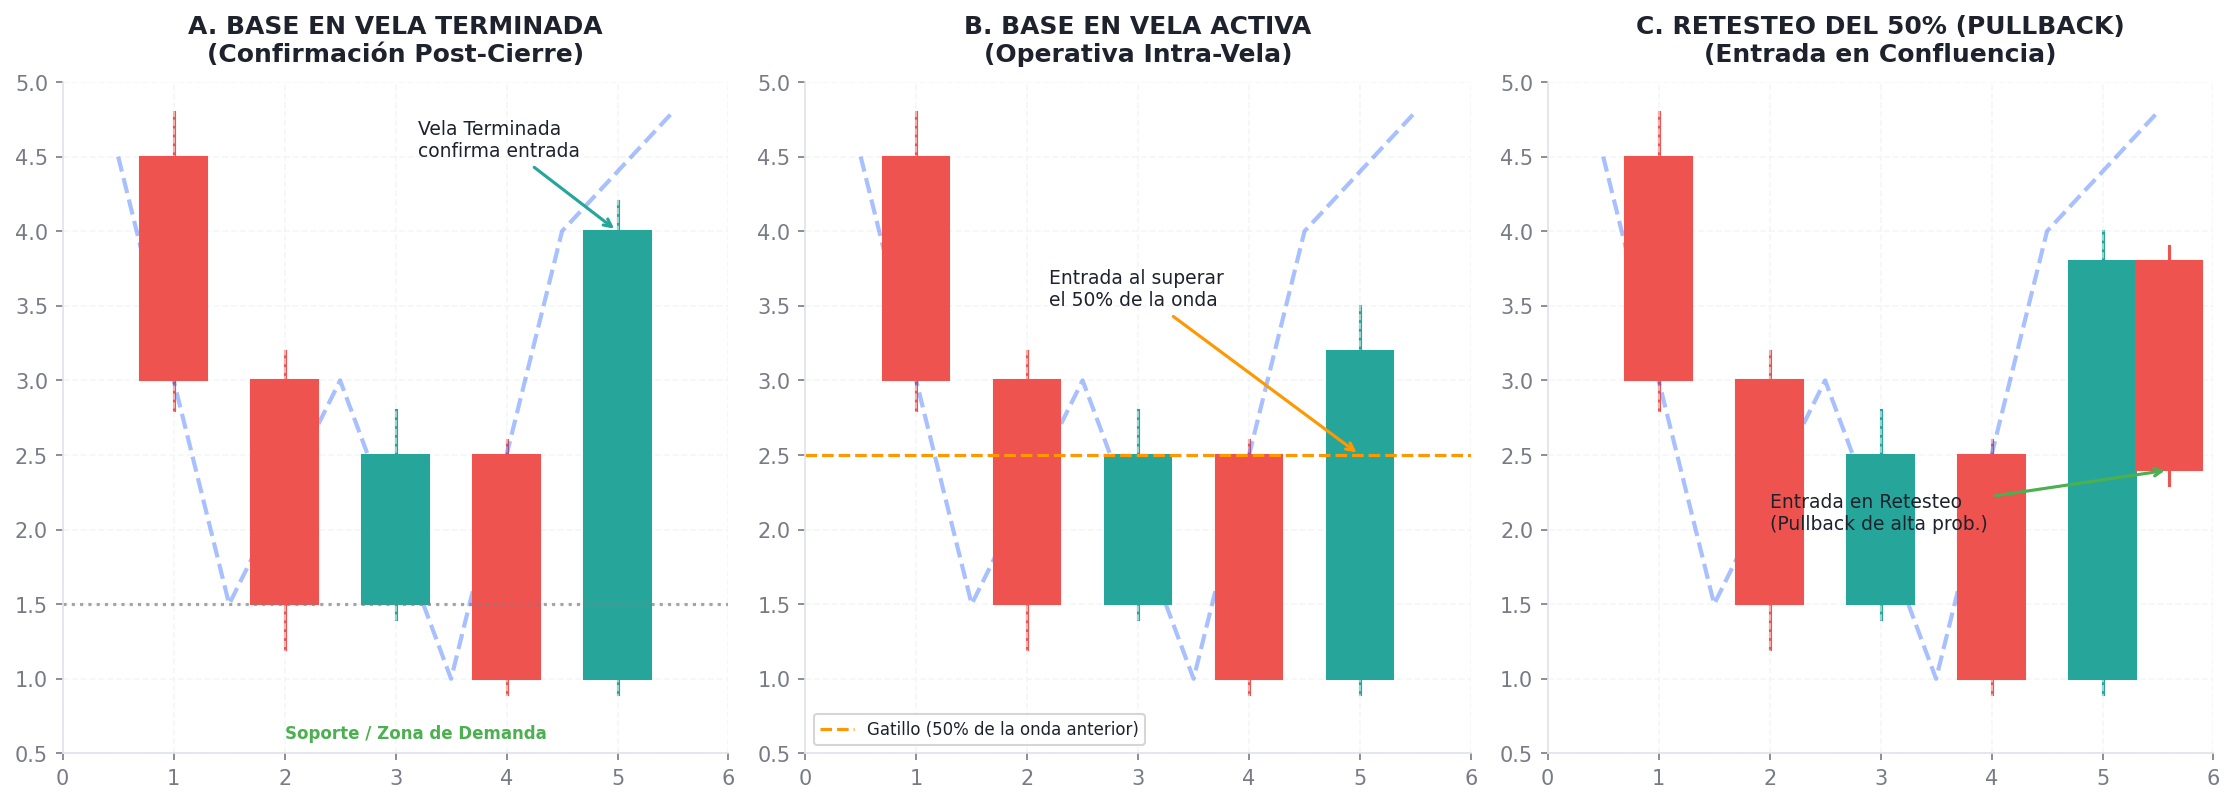 A. BASE EN VELA TERMINADA
(Confirmación Post-Cierre)
5.0
4.5
4.0
3.5
3.0
2.5
2.0
1.5
1.0
0.5
Vela Terminada
confirma entrada
Soporte / Zona de Demanda
0 1 2 3 4 5 6
B. BASE EN VELA ACTIVA
(Operativa Intra-Vela)
5.0
4.5
4.0
3.5
3.0
2.5
2.0
1.5
1.0
0.5
Entrada al superar
el 50% de la onda
Gatillo (50% de la onda anterior)
0 1 2 3 4 5 6
C. RETESTEO DEL 50% (PULLBACK)
(Entrada en Confluencia)
5.0
4.5
4.0
3.5
3.0
2.5
2.0
1.5
1.0
0.5
Entrada en Retesteo
(Pullback de alta prob.)
0 1 2 3 4 5 6